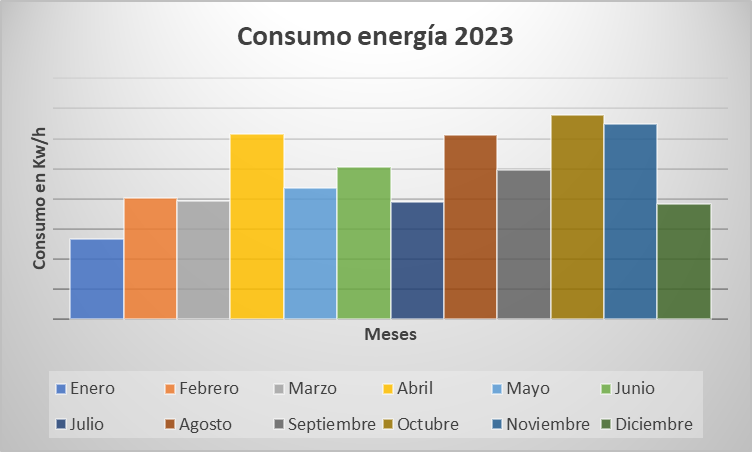 Consumo energía 2023
Consumo en Kw/h
Meses
Enero Febrero Marzo Abril Mayo Junio
Julio Agosto Septiembre Octubre Noviembre Diciembre